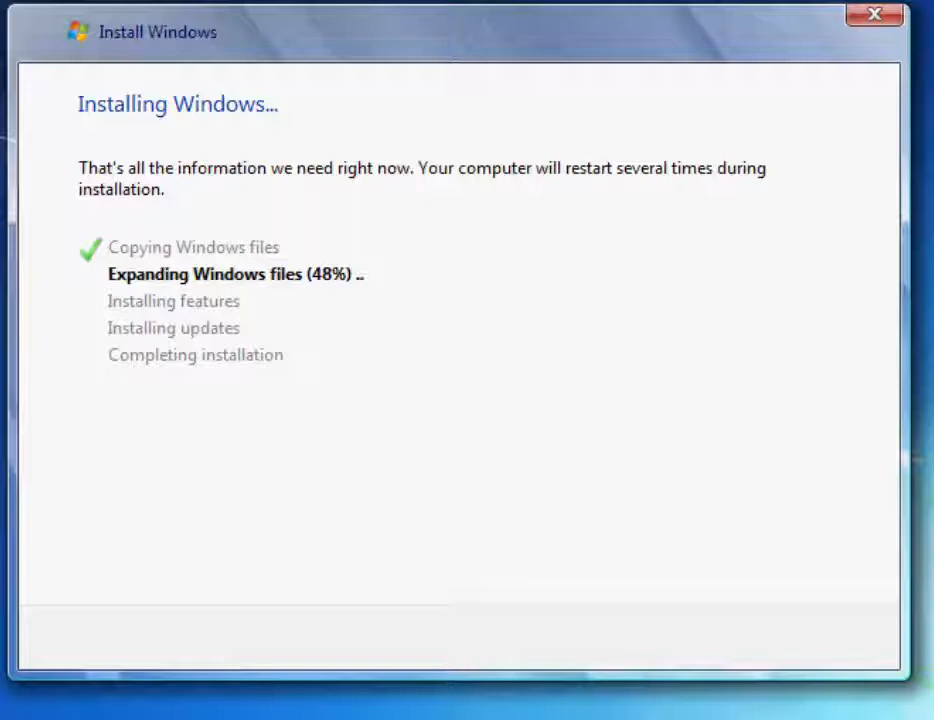 Install Windows
Installing Windows...
That's all the information we need right now. Your computer will restart several times during
installation.
Copying Windows files
Expanding Windows files (48%) ..
Installing features
Installing updates
Completing installation